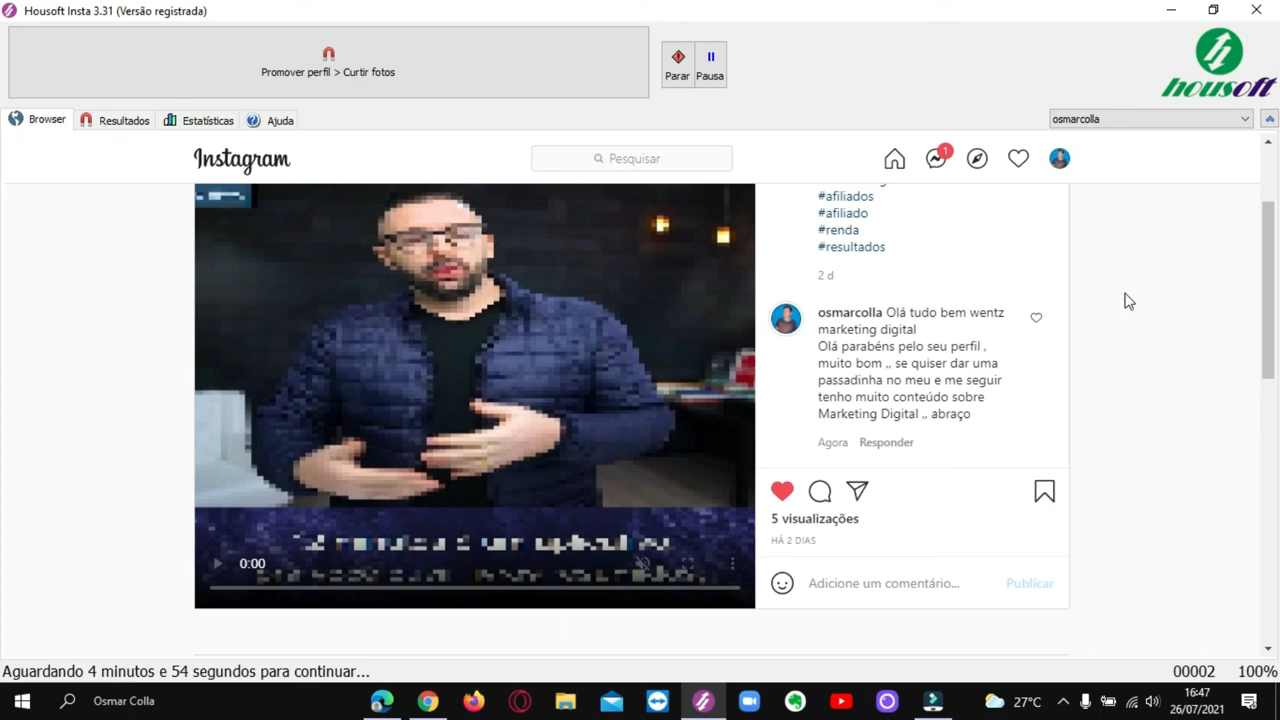 Housoft Insta 3.31 (Versão registrada)
Promover perfil > Curtir fotos
Parar
Pausa
housoft
Browser
Resultados
Estatísticas
Ajuda
osmarcolla
Instagram
Pesquisar
1
#afiliados
#afiliado
#renda
#resultados
2 d
osmarcolla Olá tudo bem wentz
marketing digital
Olá parabéns pelo seu perfil ,
muito bom ,, se quiser dar uma
passadinha no meu e me seguir
tenho muito conteúdo sobre
Marketing Digital ,, abraço
Agora Responder
5 visualizações
HÁ 2 DIAS
0:00
Adicione um comentário... Publicar
Aguardando 4 minutos e 54 segundos para continuar...
00002
100%
Osmar Colla
27°C
16:47
26/07/2021